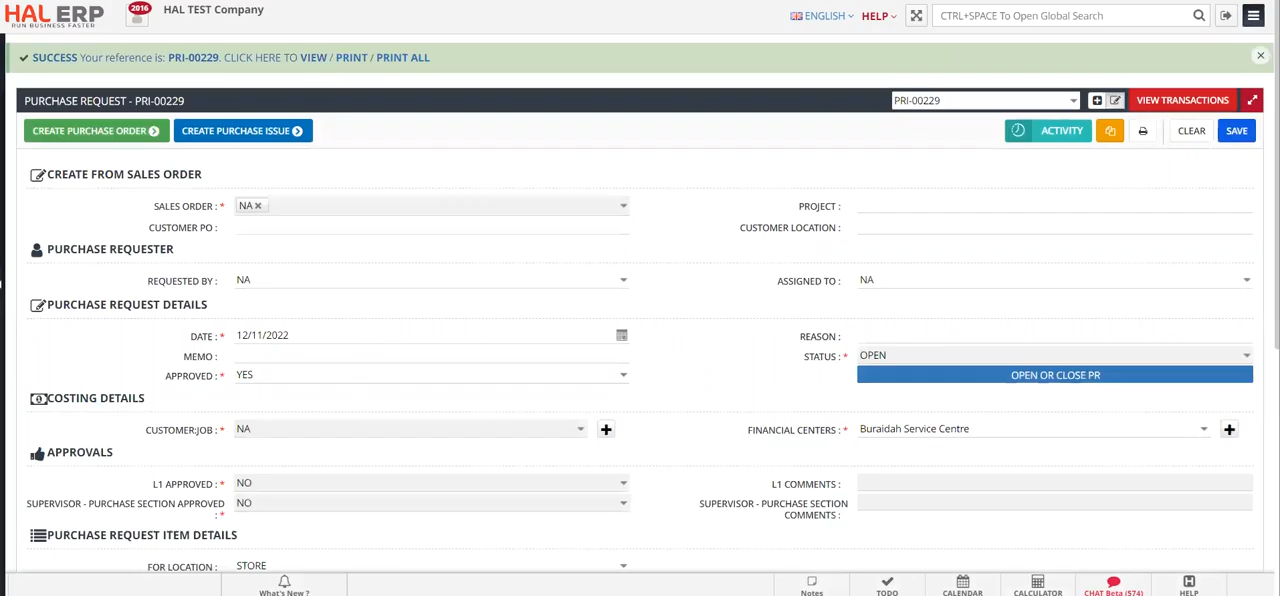 HAL ERP
RUN BUSINESS FASTER
2016
HAL TEST Company
ENGLISH
HELP
CTRL+SPACE To Open Global Search
SUCCESS Your reference is: PRI-00229. CLICK HERE TO VIEW / PRINT / PRINT ALL
PURCHASE REQUEST - PRI-00229
PRI-00229
VIEW TRANSACTIONS
CREATE PURCHASE ORDER
CREATE PURCHASE ISSUE
ACTIVITY
CLEAR
SAVE
CREATE FROM SALES ORDER
SALES ORDER : * NA
PROJECT :
CUSTOMER PO :
CUSTOMER LOCATION :
PURCHASE REQUESTER
REQUESTED BY : NA
ASSIGNED TO : NA
PURCHASE REQUEST DETAILS
DATE : * 12/11/2022
REASON :
MEMO :
STATUS : * OPEN
APPROVED : * YES
OPEN OR CLOSE PR
COSTING DETAILS
CUSTOMER:JOB : * NA
FINANCIAL CENTERS : * Buraidah Service Centre
APPROVALS
L1 APPROVED : * NO
L1 COMMENTS :
SUPERVISOR - PURCHASE SECTION APPROVED : * NO
SUPERVISOR - PURCHASE SECTION
COMMENTS :
PURCHASE REQUEST ITEM DETAILS
FOR LOCATION : STORE
What's New ?
Notes
TODO
CALENDAR
CALCULATOR
CHAT Beta (574)
HELP